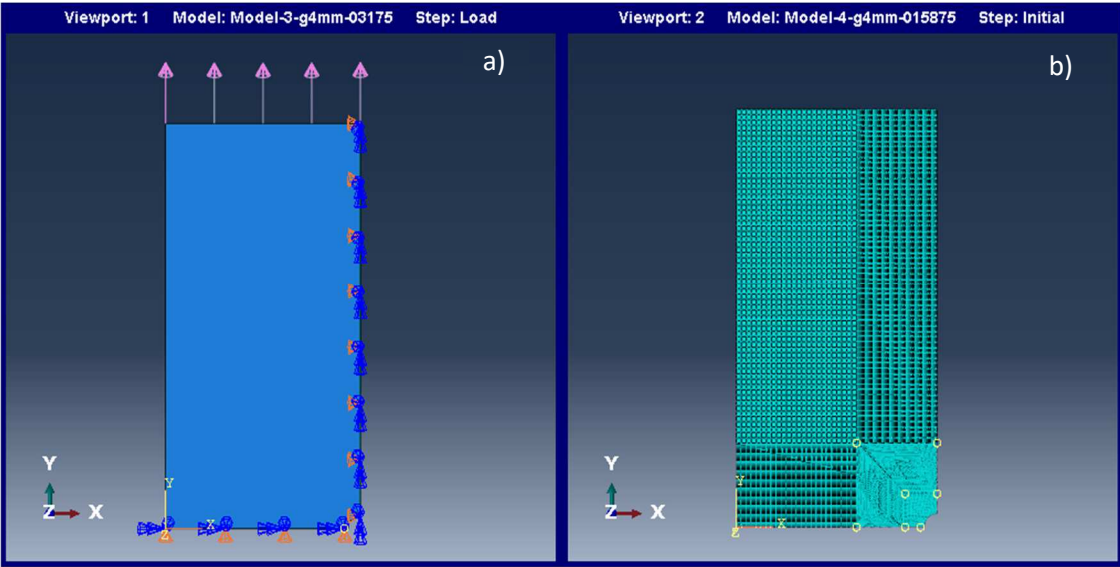 Viewport: 1 Model: Model-3-g4mm-03175 Step: Load
a)
Y
Z X
Y
X
Z
Viewport: 2 Model: Model-4-g4mm-015875 Step: Initial
b)
Y
Z X
Y
X
Z